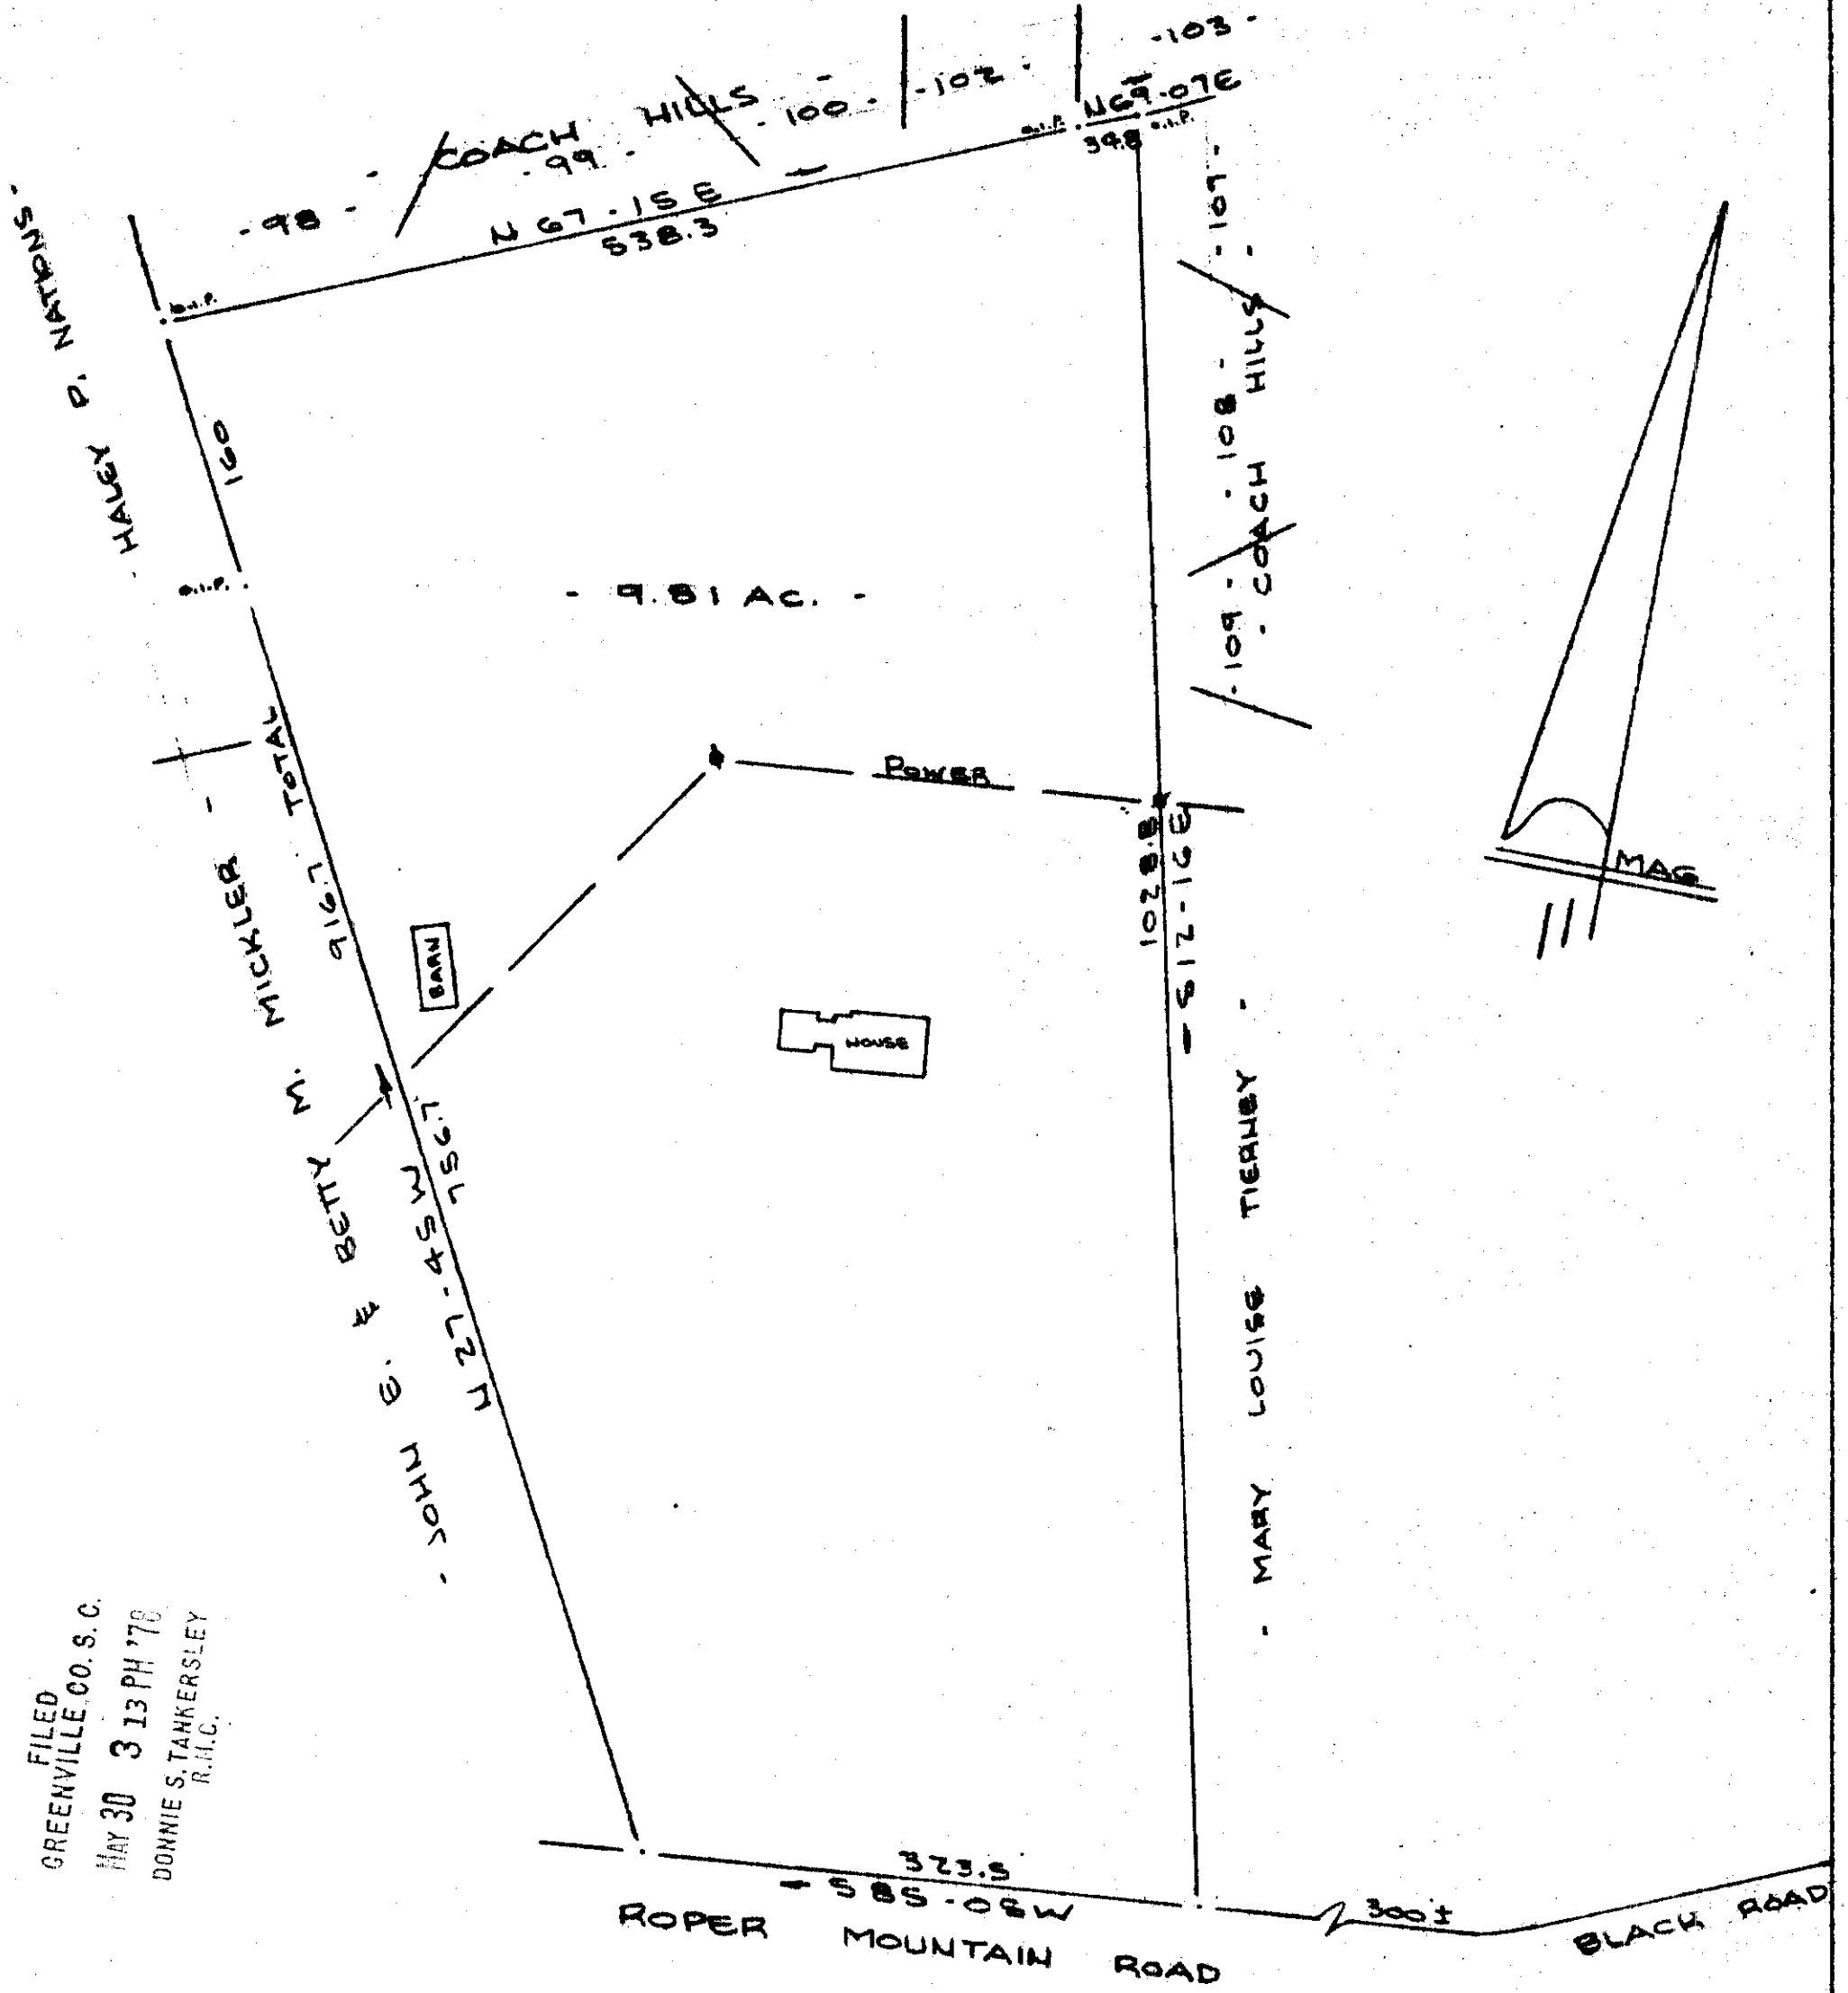 - 103 -
- 102 -
- 100 -
COACH HILLS -
- 99 -
- 98 -
N69-07E
39.8
o.i.P.
o.i.P.
N 67-15 E
538.3
o.i.P.
HALEY P. NATIONS -
160
o.i.P.
- 107 -
- 108 -
- 109 -
- COACH HILLS -
- 9.81 AC. -
POWER
MAG
916.7 TOTAL
BARN
HOUSE
1028.8
S12-16E
756.7
N 27-45W
- JOHN E. & BETTY M. MICKLER -
- MARY LOUISE TIERNEY -
323.5
S 85-08W
ROPER MOUNTAIN ROAD
300±
BLACK ROAD
FILED
GREENVILLE CO. S. C.
MAY 30 3 13 PH '78
DONNIE S. TANKERSLEY
R.M.C.